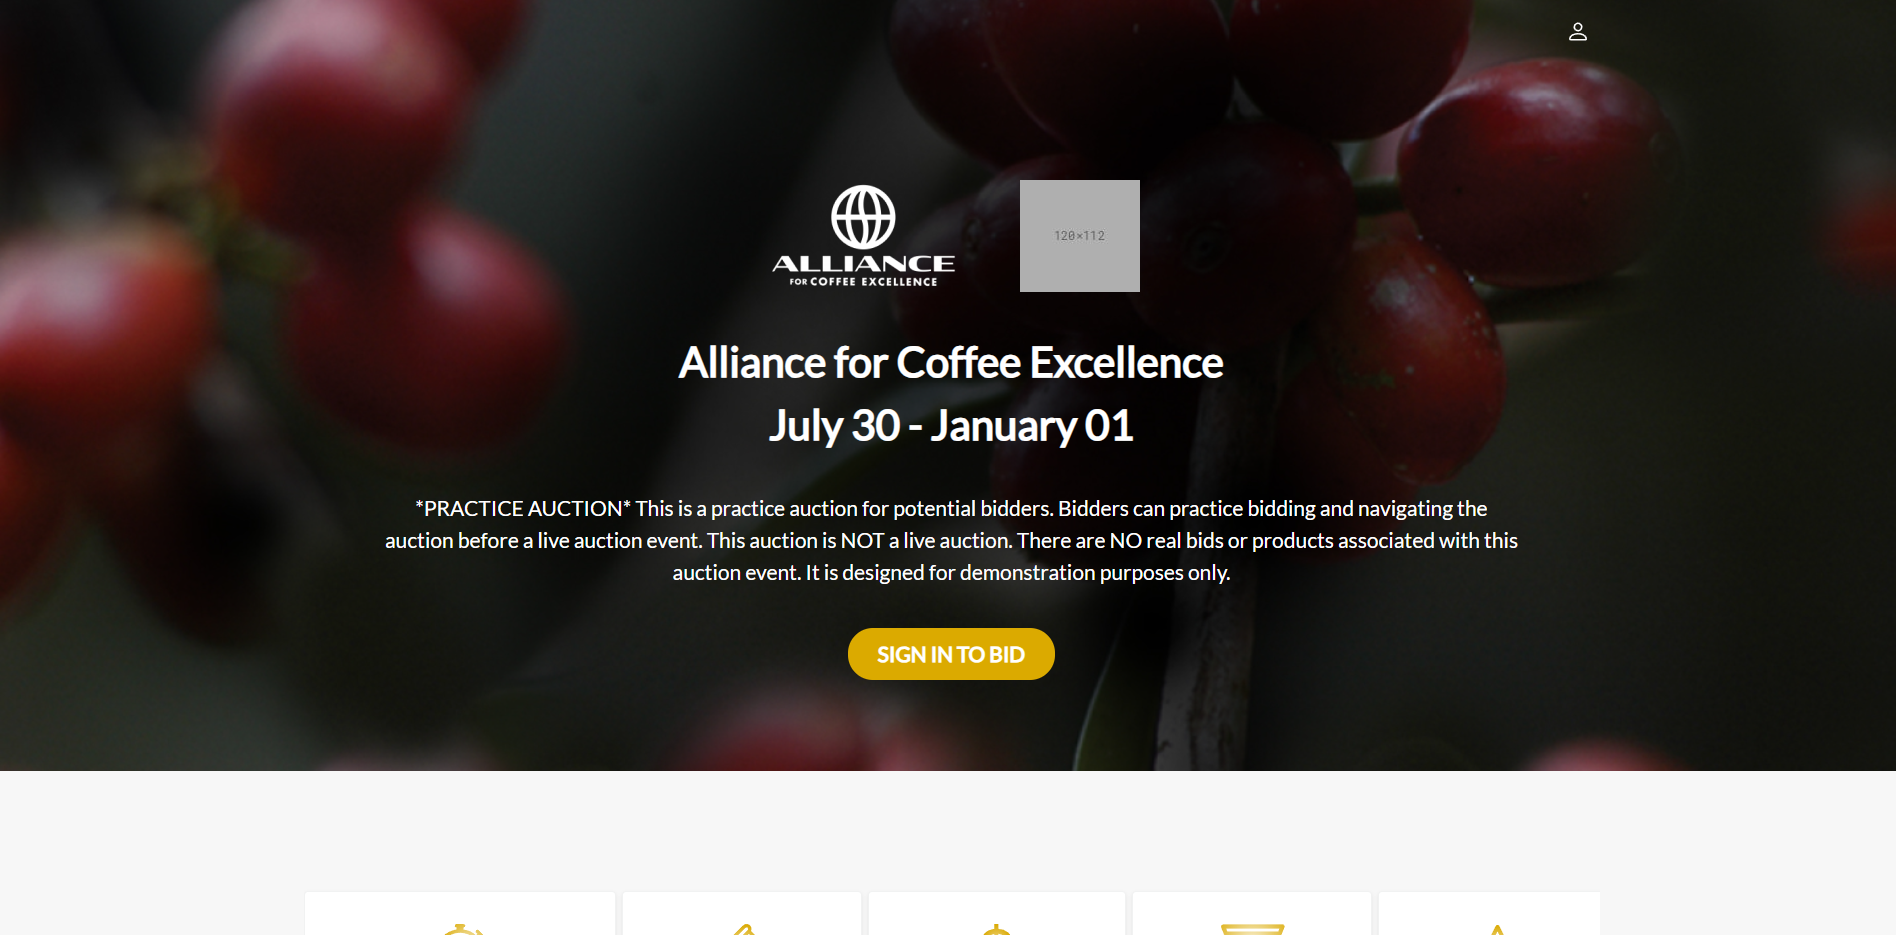 ALLIANCE
FOR COFFEE EXCELLENCE
120×112
Alliance for Coffee Excellence
July 30 - January 01
*PRACTICE AUCTION* This is a practice auction for potential bidders. Bidders can practice bidding and navigating the
auction before a live auction event. This auction is NOT a live auction. There are NO real bids or products associated with this
auction event. It is designed for demonstration purposes only.
SIGN IN TO BID